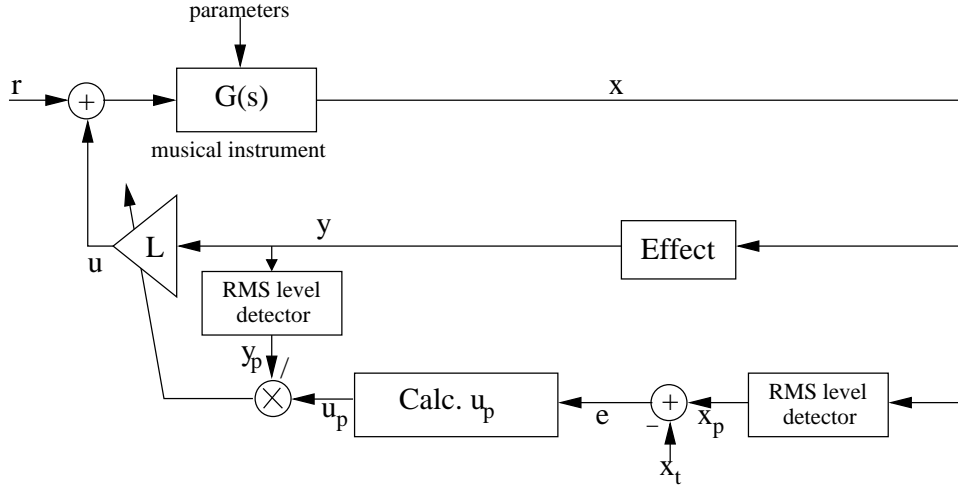 parameters
r
+
G(s)
x
musical instrument
y
L
Effect
u
RMS level
detector
y_p
/
×
u_p
Calc. u_p
e
+
−
x_p
x_t
RMS level
detector